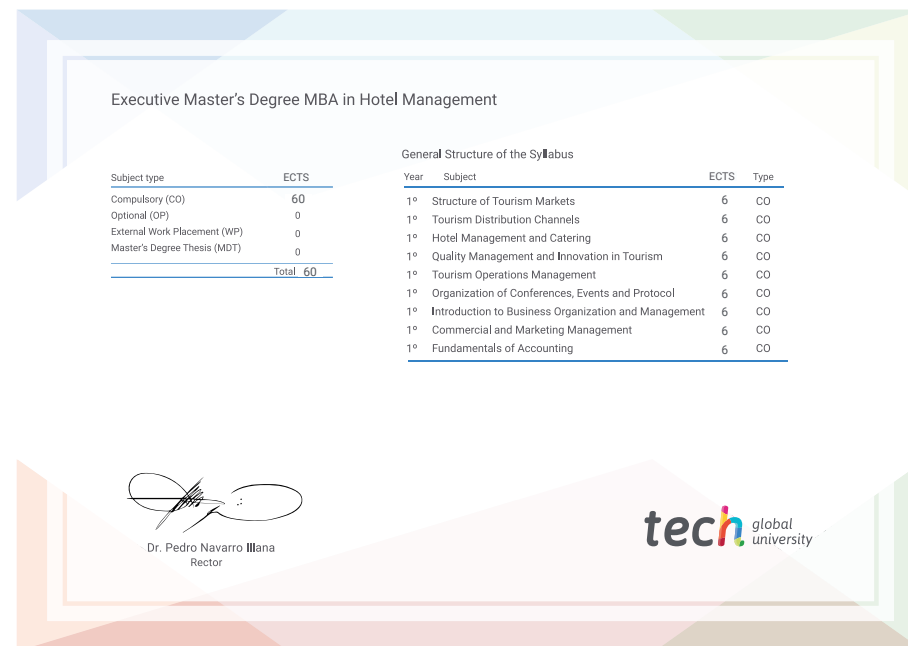 Executive Master's Degree MBA in Hotel Management
General Structure of the Syllabus
Subject type ECTS
Compulsory (CO) 60
Optional (OP) 0
External Work Placement (WP) 0
Master's Degree Thesis (MDT) 0
Total 60
Year Subject ECTS Type
1º Structure of Tourism Markets 6 CO
1º Tourism Distribution Channels 6 CO
1º Hotel Management and Catering 6 CO
1º Quality Management and Innovation in Tourism 6 CO
1º Tourism Operations Management 6 CO
1º Organization of Conferences, Events and Protocol 6 CO
1º Introduction to Business Organization and Management 6 CO
1º Commercial and Marketing Management 6 CO
1º Fundamentals of Accounting 6 CO
Dr. Pedro Navarro Illana
Rector
tech global
university